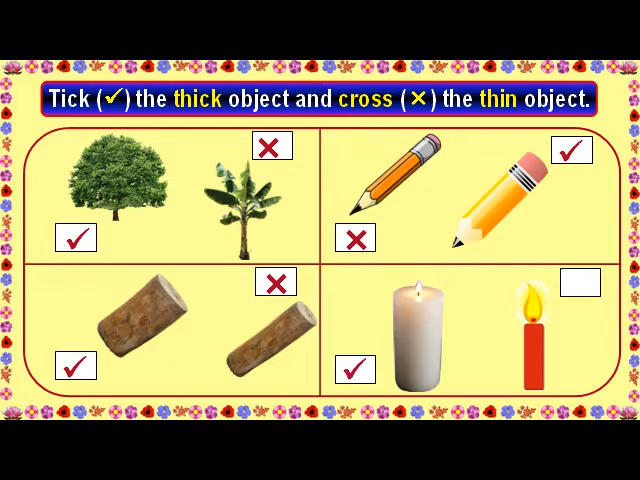 Tick (✓) the thick object and cross (✕) the thin object.